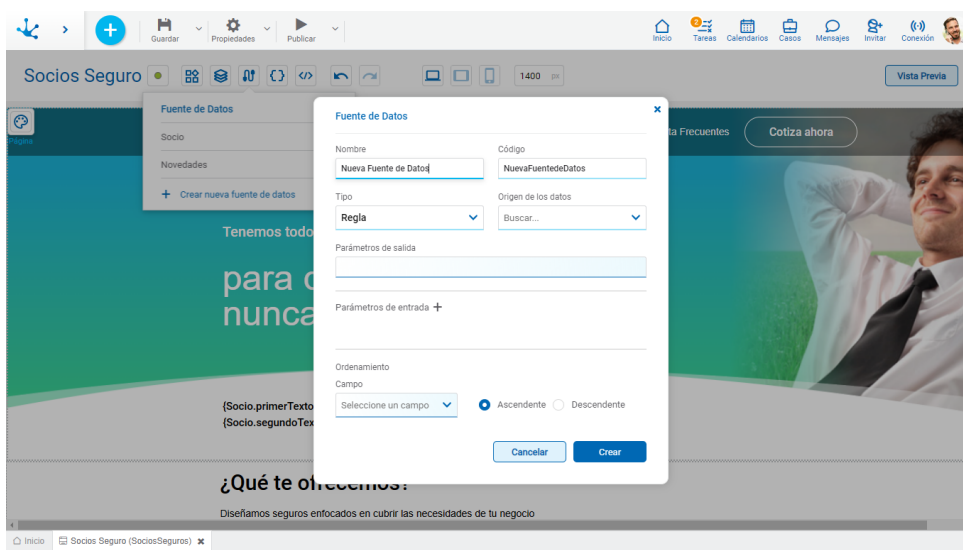 Guardar
Propiedades
Publicar
Inicio
2
Tareas
Calendarios
Casos
Mensajes
Invitar
Conexión
Socios Seguro
1400 px
Vista Previa
Fuente de Datos
Socio
Novedades
+ Crear nueva fuente de datos
Página
ta Frecuentes
Cotiza ahora
Fuente de Datos
Nombre
Código
Nueva Fuente de Datos
NuevaFuentedeDatos
Tipo
Origen de los datos
Regla
Buscar...
Parámetros de salida
Parámetros de entrada +
Ordenamiento
Campo
Seleccione un campo
Ascendente
Descendente
Cancelar
Crear
Tenemos todo
para
nunca
{Socio.primerTexto
{Socio.segundoTex
¿Qué te ofrecemos?
Diseñamos seguros enfocados en cubrir las necesidades de tu negocio
Inicio
Socios Seguro (SociosSeguros)